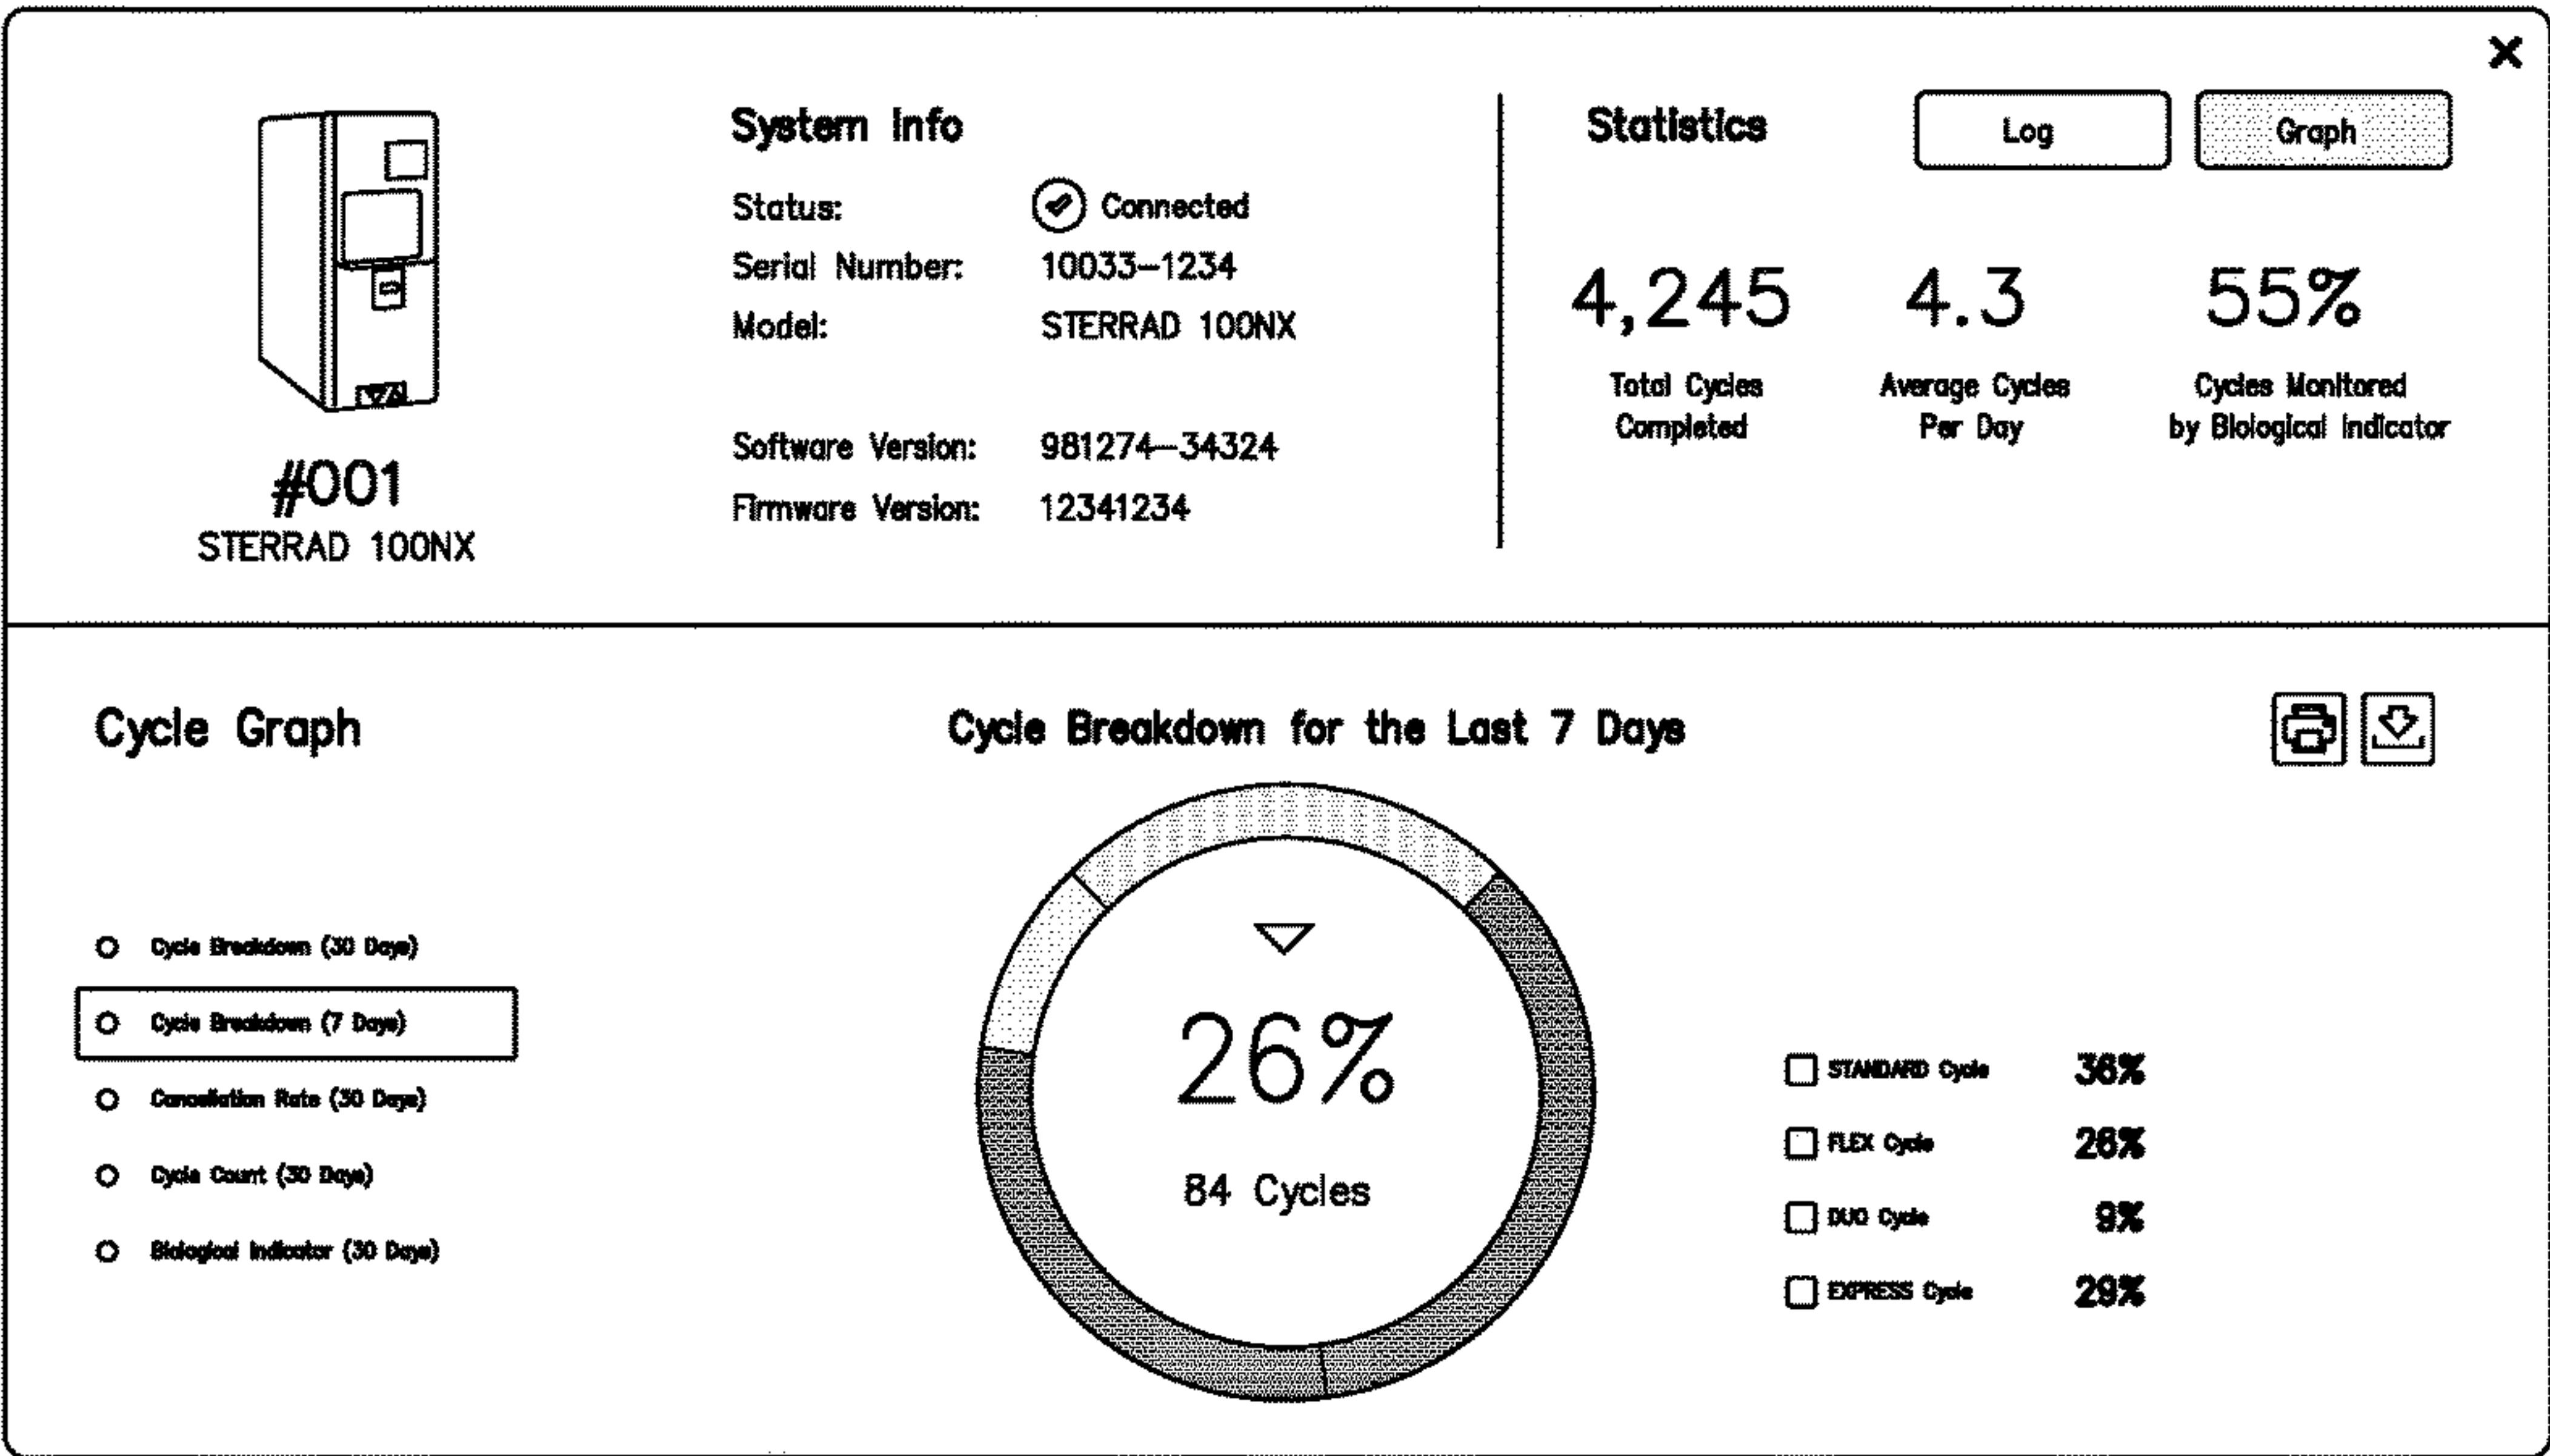 System Info
Status: Connected
Serial Number: 10033-1234
Model: STERRAD 100NX
Software Version: 981274-34324
Firmware Version: 12341234
#001
STERRAD 100NX
Statistics
Log
Graph
4,245
Total Cycles
Completed
4.3
Average Cycles
Per Day
55%
Cycles Monitored
by Biological Indicator
Cycle Graph
Cycle Breakdown (30 Days)
Cycle Breakdown (7 Days)
Cancellation Rate (30 Days)
Cycle Count (30 Days)
Biological Indicator (30 Days)
Cycle Breakdown for the Last 7 Days
26%
84 Cycles
STANDARD Cycle 36%
FLEX Cycle 26%
DUO Cycle 9%
EXPRESS Cycle 29%